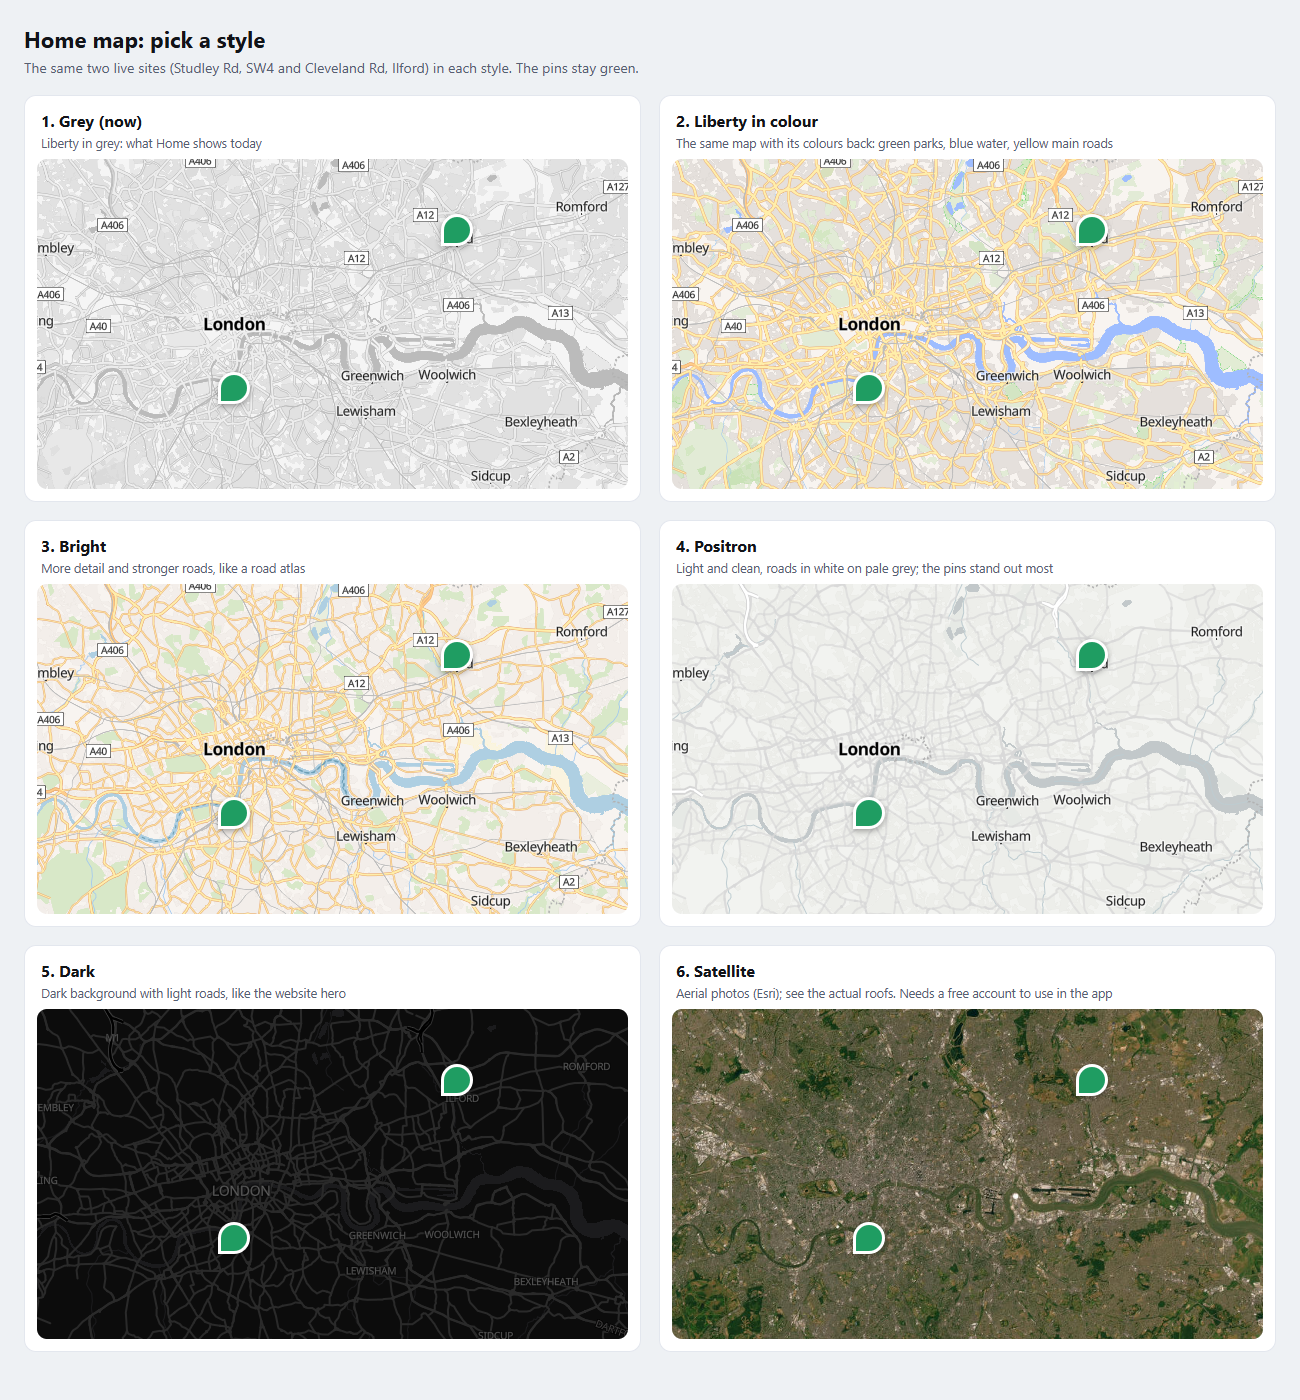 Home map: pick a style
The same two live sites (Studley Rd, SW4 and Cleveland Rd, Ilford) in each style. The pins stay green.
1. Grey (now)
Liberty in grey: what Home shows today
A406
A406
A127
A12
Romford
A406
mbley
A12
A406
A406
A13
ng
A40
London
4
Greenwich
Woolwich
Lewisham
Bexleyheath
A2
Sidcup
2. Liberty in colour
The same map with its colours back: green parks, blue water, yellow main roads
A406
A406
A127
A12
Romford
A406
mbley
A12
A406
A406
A13
ng
A40
London
4
Greenwich
Woolwich
Lewisham
Bexleyheath
A2
Sidcup
3. Bright
More detail and stronger roads, like a road atlas
A406
A406
A127
A12
Romford
A406
mbley
A12
A406
A406
A13
ng
A40
London
4
Greenwich
Woolwich
Lewisham
Bexleyheath
A2
Sidcup
4. Positron
Light and clean, roads in white on pale grey; the pins stand out most
Romford
mbley
ng
London
Greenwich
Woolwich
Lewisham
Bexleyheath
Sidcup
5. Dark
Dark background with light roads, like the website hero
M1
ROMFORD
ILFORD
EMBLEY
LING
LONDON
GREENWICH
WOOLWICH
LEWISHAM
BEXLEYHEATH
DARTF
SIDCUP
6. Satellite
Aerial photos (Esri); see the actual roofs. Needs a free account to use in the app